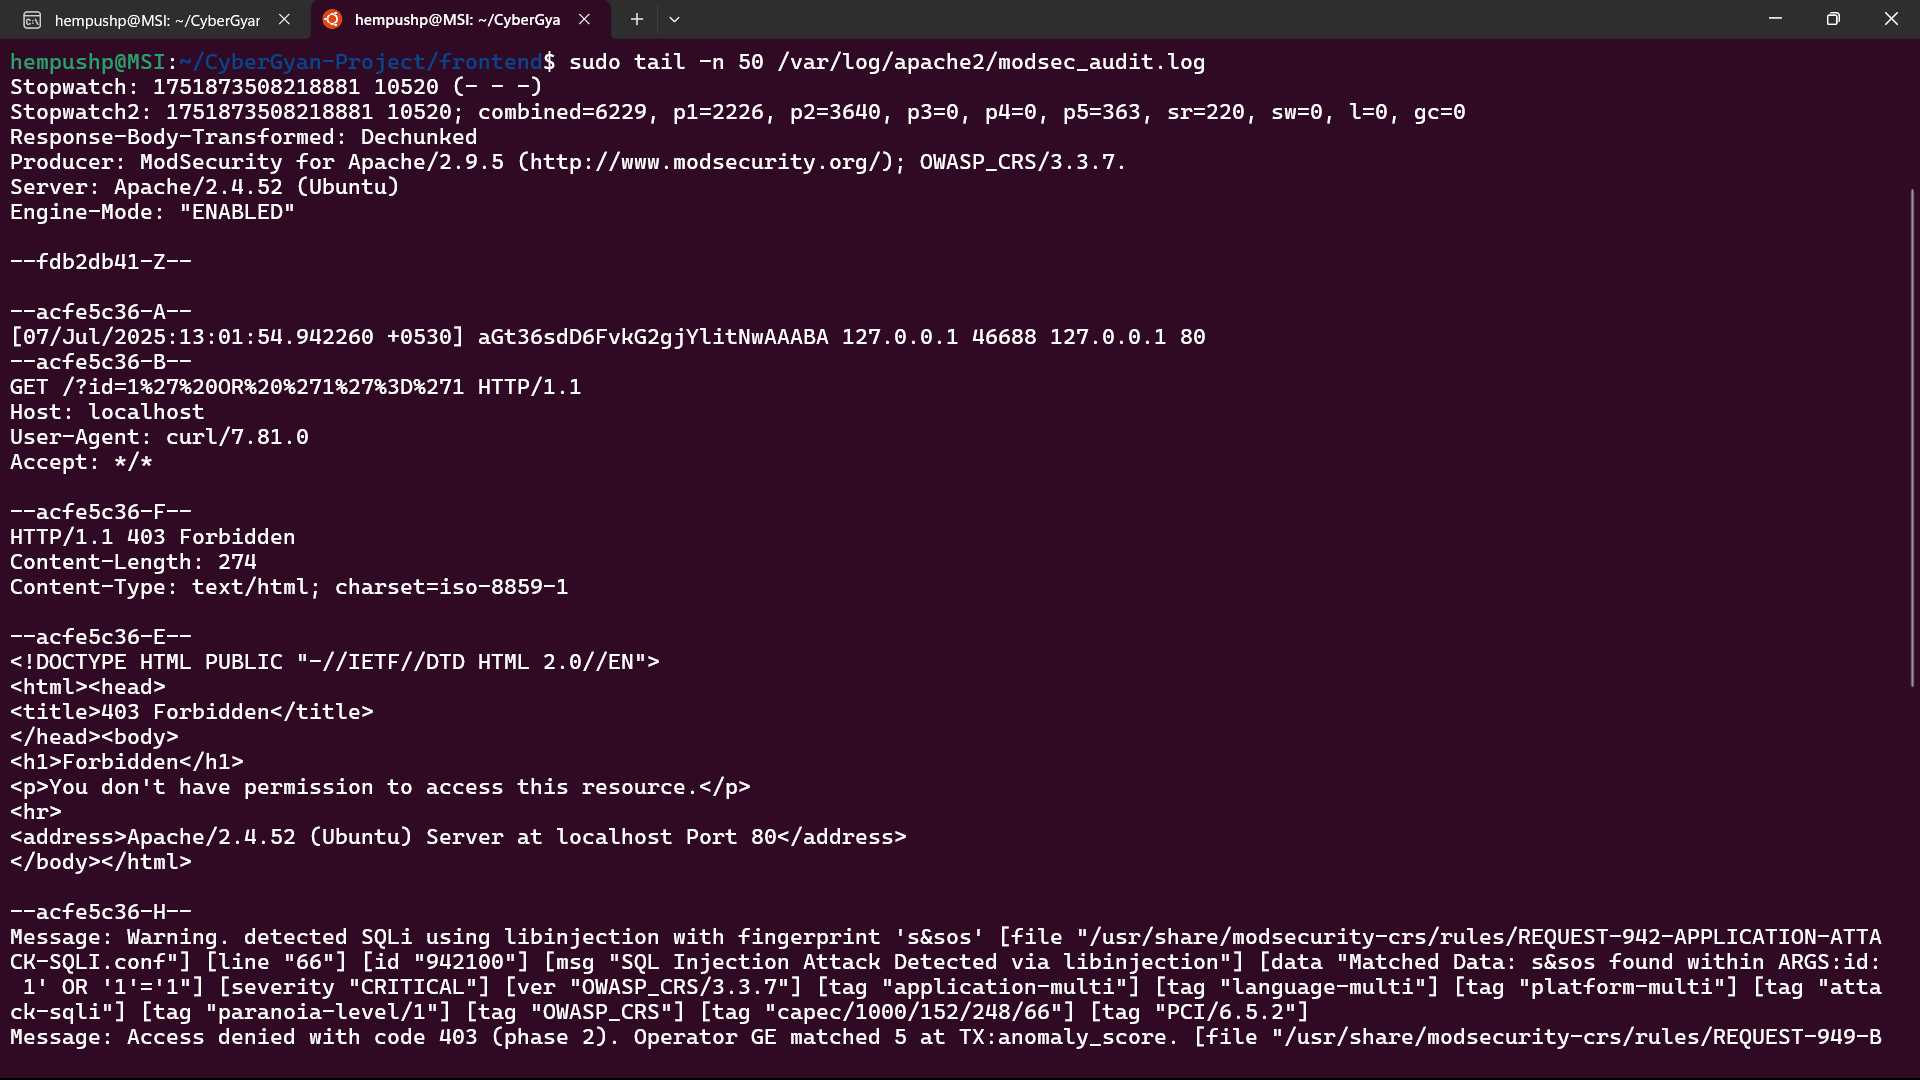 hempushp@MSI: ~/CyberGyar
hempushp@MSI: ~/CyberGya
hempushp@MSI:~/CyberGyan-Project/frontend$ sudo tail -n 50 /var/log/apache2/modsec_audit.log
Stopwatch: 1751873508218881 10520 (- - -)
Stopwatch2: 1751873508218881 10520; combined=6229, p1=2226, p2=3640, p3=0, p4=0, p5=363, sr=220, sw=0, l=0, gc=0
Response-Body-Transformed: Dechunked
Producer: ModSecurity for Apache/2.9.5 (http://www.modsecurity.org/); OWASP_CRS/3.3.7.
Server: Apache/2.4.52 (Ubuntu)
Engine-Mode: "ENABLED"
--fdb2db41-Z--
--acfe5c36-A--
[07/Jul/2025:13:01:54.942260 +0530] aGt36sdD6FvkG2gjYlitNwAAABA 127.0.0.1 46688 127.0.0.1 80
--acfe5c36-B--
GET /?id=1%27%20OR%20%271%27%3D%271 HTTP/1.1
Host: localhost
User-Agent: curl/7.81.0
Accept: */*
--acfe5c36-F--
HTTP/1.1 403 Forbidden
Content-Length: 274
Content-Type: text/html; charset=iso-8859-1
--acfe5c36-E--
<!DOCTYPE HTML PUBLIC "-//IETF//DTD HTML 2.0//EN">
<html><head>
<title>403 Forbidden</title>
</head><body>
<h1>Forbidden</h1>
<p>You don't have permission to access this resource.</p>
<hr>
<address>Apache/2.4.52 (Ubuntu) Server at localhost Port 80</address>
</body></html>
--acfe5c36-H--
Message: Warning. detected SQLi using libinjection with fingerprint 's&sos' [file "/usr/share/modsecurity-crs/rules/REQUEST-942-APPLICATION-ATTA
CK-SQLI.conf"] [line "66"] [id "942100"] [msg "SQL Injection Attack Detected via libinjection"] [data "Matched Data: s&sos found within ARGS:id:
1' OR '1'='1"] [severity "CRITICAL"] [ver "OWASP_CRS/3.3.7"] [tag "application-multi"] [tag "language-multi"] [tag "platform-multi"] [tag "atta
ck-sqli"] [tag "paranoia-level/1"] [tag "OWASP_CRS"] [tag "capec/1000/152/248/66"] [tag "PCI/6.5.2"]
Message: Access denied with code 403 (phase 2). Operator GE matched 5 at TX:anomaly_score. [file "/usr/share/modsecurity-crs/rules/REQUEST-949-B